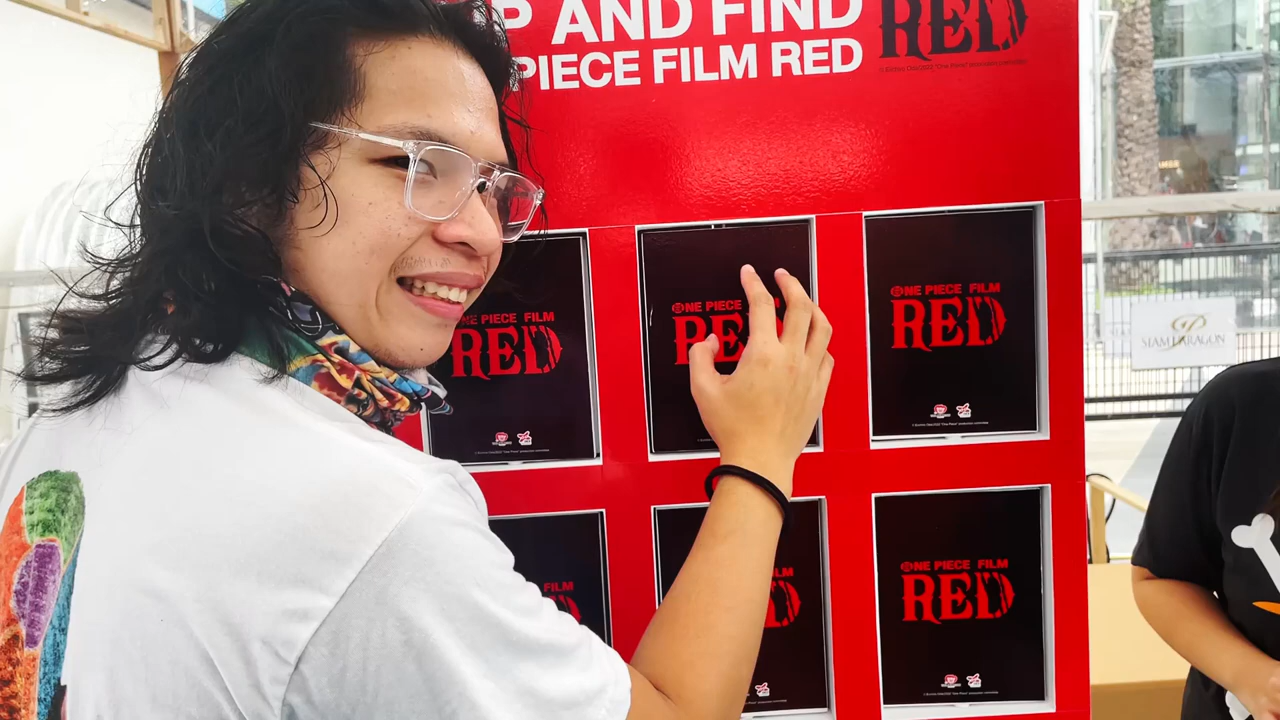 P AND FIND
PIECE FILM RED
RED
ONE PIECE FILM
RED
ONE PIECE
RED
ONE PIECE FILM
RED
SIAM PARAGON
FILM
ONE PIECE FILM
RED